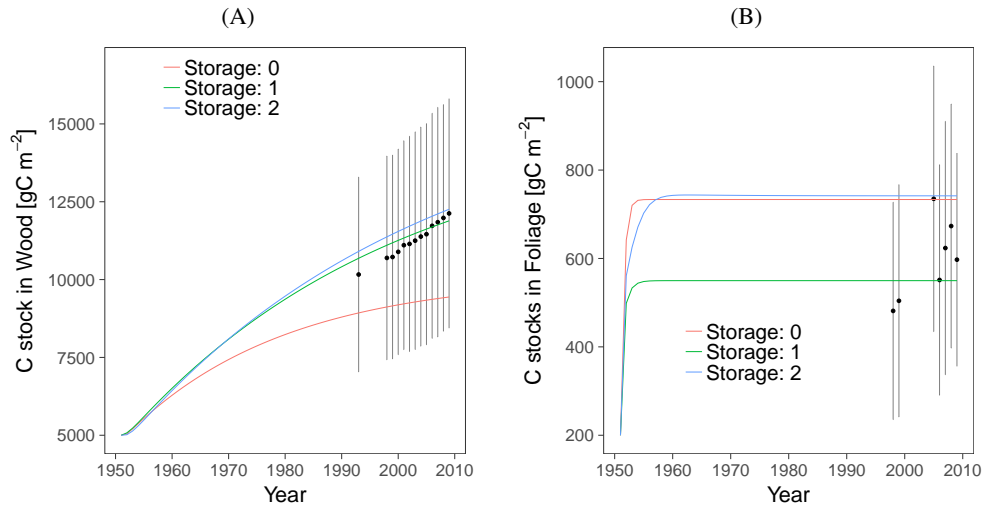 (A)
C stock in Wood [gC m⁻²]
15000
12500
10000
7500
5000
Storage: 0
Storage: 1
Storage: 2
1950 1960 1970 1980 1990 2000 2010
Year
(B)
C stocks in Foliage [gC m⁻²]
1000
800
600
400
200
Storage: 0
Storage: 1
Storage: 2
1950 1960 1970 1980 1990 2000 2010
Year